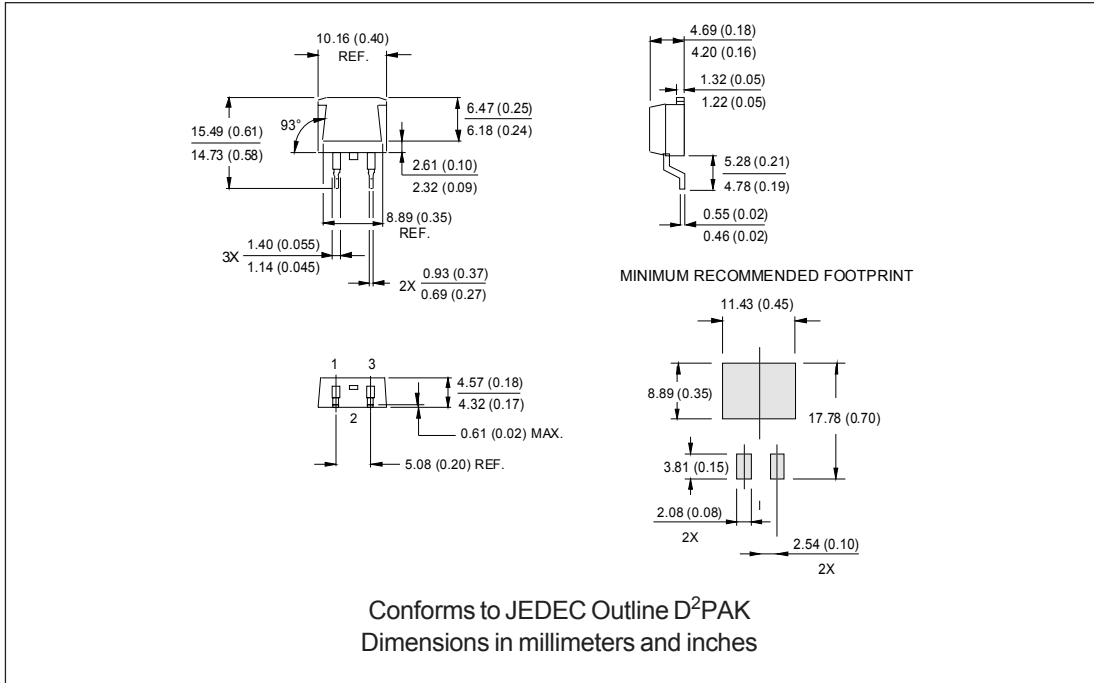 10.16 (0.40)
REF.
15.49 (0.61)
14.73 (0.58)
93°
6.47 (0.25)
6.18 (0.24)
2.61 (0.10)
2.32 (0.09)
8.89 (0.35)
REF.
3X
1.40 (0.055)
1.14 (0.045)
2X
0.93 (0.37)
0.69 (0.27)
4.69 (0.18)
4.20 (0.16)
1.32 (0.05)
1.22 (0.05)
5.28 (0.21)
4.78 (0.19)
0.55 (0.02)
0.46 (0.02)
1
3
2
4.57 (0.18)
4.32 (0.17)
0.61 (0.02) MAX.
5.08 (0.20) REF.
MINIMUM RECOMMENDED FOOTPRINT
11.43 (0.45)
8.89 (0.35)
17.78 (0.70)
3.81 (0.15)
2.08 (0.08)
2X
2.54 (0.10)
2X
Conforms to JEDEC Outline D²PAK
Dimensions in millimeters and inches